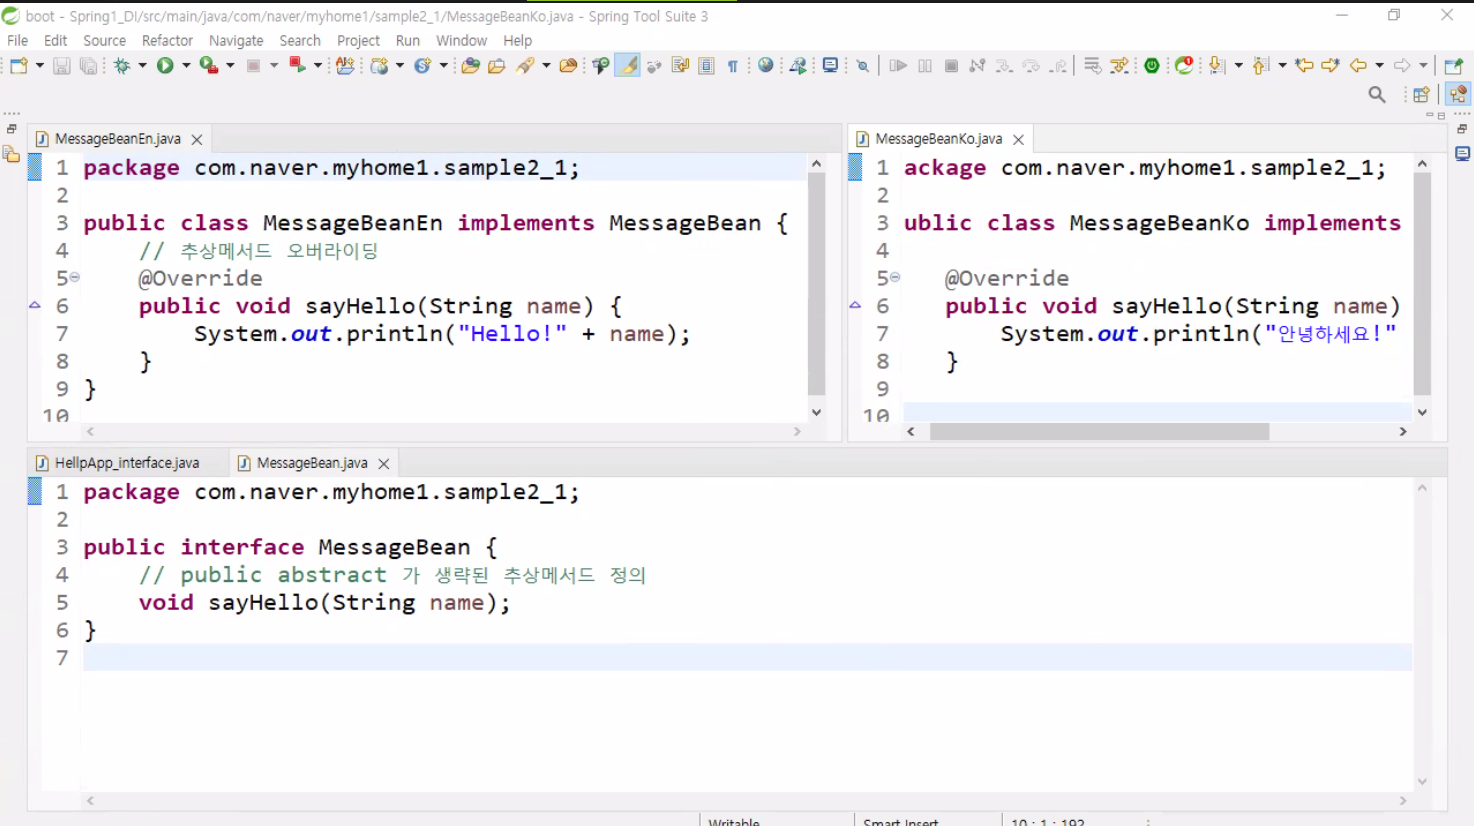 boot - Spring1_DI/src/main/java/com/naver/myhome1/sample2_1/MessageBeanKo.java - Spring Tool Suite 3
File Edit Source Refactor Navigate Search Project Run Window Help
MessageBeanEn.java
1 package com.naver.myhome1.sample2_1;
2
3 public class MessageBeanEn implements MessageBean {
4 // 추상메서드 오버라이딩
5 @Override
6 public void sayHello(String name) {
7 System.out.println("Hello!" + name);
8 }
9 }
10
MessageBeanKo.java
1 ackage com.naver.myhome1.sample2_1;
2
3 ublic class MessageBeanKo implements
4
5 @Override
6 public void sayHello(String name)
7 System.out.println("안녕하세요!"
8 }
9
10
HellpApp_interface.java MessageBean.java
1 package com.naver.myhome1.sample2_1;
2
3 public interface MessageBean {
4 // public abstract 가 생략된 추상메서드 정의
5 void sayHello(String name);
6 }
7
Writable Smart Insert 10 : 1 : 192